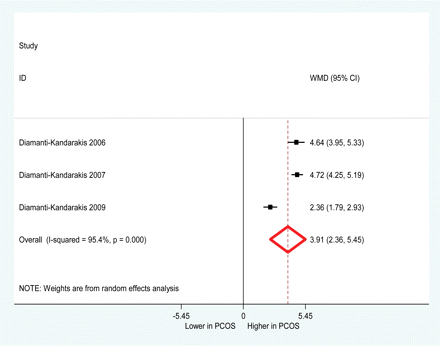 Study
ID WMD (95% CI)
Diamanti-Kandarakis 2006 4.64 (3.95, 5.33)
Diamanti-Kandarakis 2007 4.72 (4.25, 5.19)
Diamanti-Kandarakis 2009 2.36 (1.79, 2.93)
Overall (I-squared = 95.4%, p = 0.000) 3.91 (2.36, 5.45)
NOTE: Weights are from random effects analysis
-5.45 0 5.45
Lower in PCOS Higher in PCOS